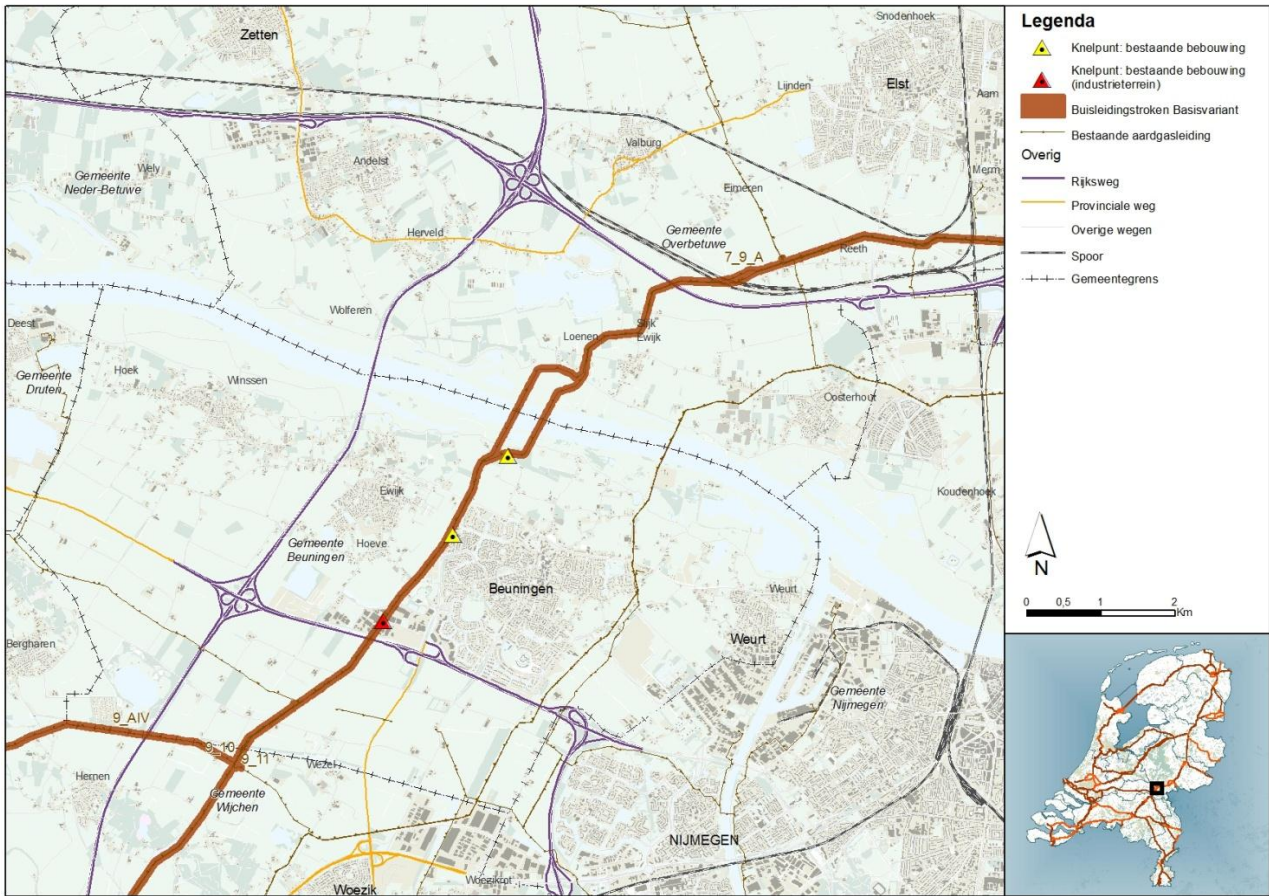 Zetten
Snodenhoek
Elst
Aam
Lijnden
Valburg
Andelst
Gemeente
Neder-Betuwe
Wely
Merm
Eimeren
Gemeente
Overbetuwe
Herveld
Reeth
7_9_A
Wolferen
Deest
Loenen
Slijk
Ewijk
Gemeente
Druten
Hoek
Winssen
Oosterhout
Ewijk
Koudenhoek
Gemeente
Beuningen
Hoeve
Beuningen
Weurt
Bergharen
Weurt
Gemeente
Nijmegen
9_AIV
9_10
9_11
Wezel
Hernen
Gemeente
Wijchen
NIJMEGEN
Woezik
Legenda
Knelpunt: bestaande bebouwing
Knelpunt: bestaande bebouwing
(industrieterrein)
Buisleidingstroken Basisvariant
Bestaande aardgasleiding
Overig
Rijksweg
Provinciale weg
Overige wegen
Spoor
Gemeentegrens
N
0 0,5 1 2
Km